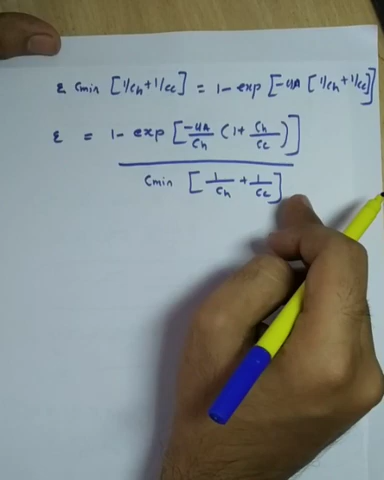 ε Cmin [1/Ch+1/Cc] = 1-exp[-UA [1/Ch+1/Cc]]
ε = 1-exp[-UA/Ch (1+Ch/Cc)]
Cmin [1/Ch + 1/Cc]